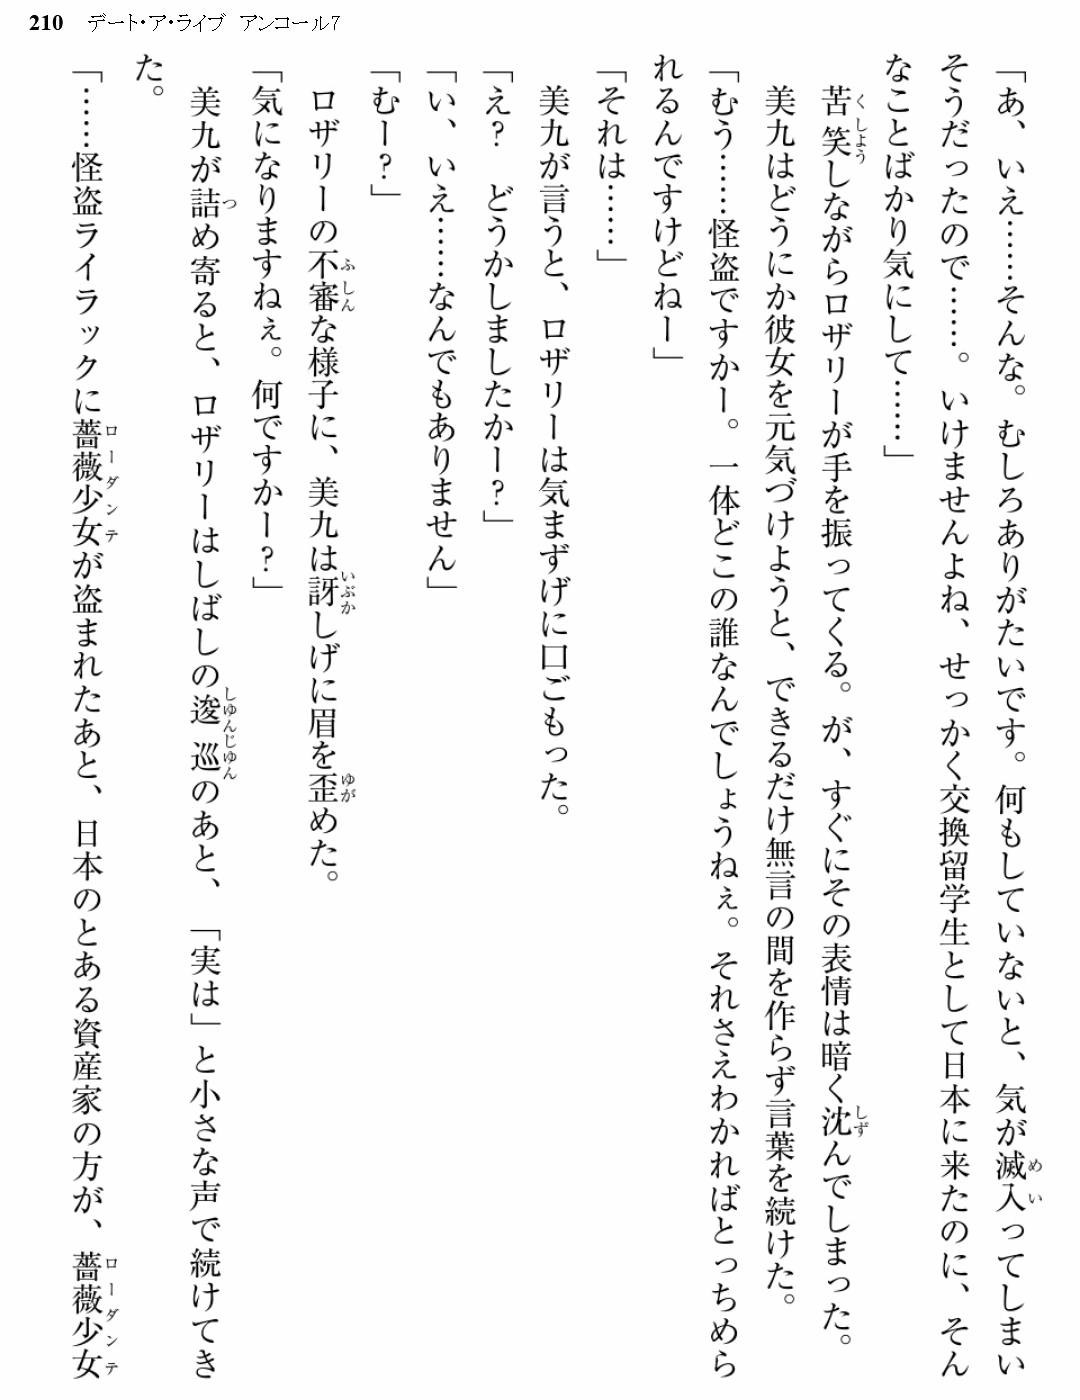 210 デート・ア・ライブ アンコール7
「あ、いえ……そんな。むしろありがたいです。何もしていないと、気が滅入ってしまい
そうだったので……。いけませんよね、せっかく交換留学生として日本に来たのに、そん
なことばかり気にして……」
苦笑しながらロザリーが手を振ってくる。が、すぐにその表情は暗く沈んでしまった。
美九はどうにか彼女を元気づけようと、できるだけ無言の間を作らず言葉を続けた。
「むう……怪盗ですかー。一体どこの誰なんでしょうねぇ。それさえわかればとっちめら
れるんですけどねー」
「それは……」
美九が言うと、ロザリーは気まずげに口ごもった。
「え? どうかしましたかー?」
「い、いえ……なんでもありません」
「むー?」
ロザリーの不審な様子に、美九は訝しげに眉を歪めた。
「気になりますねぇ。何ですかー?」
美九が詰め寄ると、ロザリーはしばしの逡巡のあと、「実は」と小さな声で続けてき
た。
「……怪盗ライラックに薔薇少女が盗まれたあと、日本のとある資産家の方が、薔薇少女